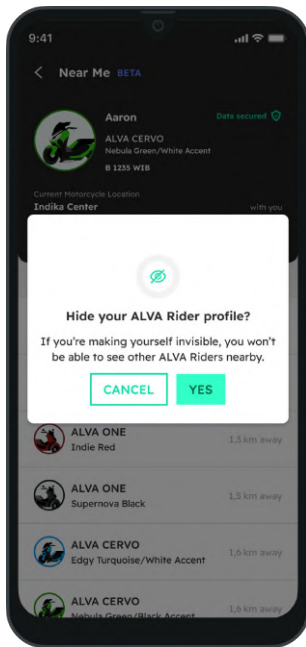 9:41
Near Me BETA
Aaron
Data secured
ALVA CERVO
Nebula Green/White Accent
B 1235 WIB
Current Motorcycle Location
Indika Center
with you
Hide your ALVA Rider profile?
If you're making yourself invisible, you won't
be able to see other ALVA Riders nearby.
CANCEL YES
ALVA ONE
Indie Red
1,5 km away
ALVA ONE
Supernova Black
1,5 km away
ALVA CERVO
Edgy Turquoise/White Accent
1,6 km away
ALVA CERVO
Nebula Green/Black Accent
1,6 km away